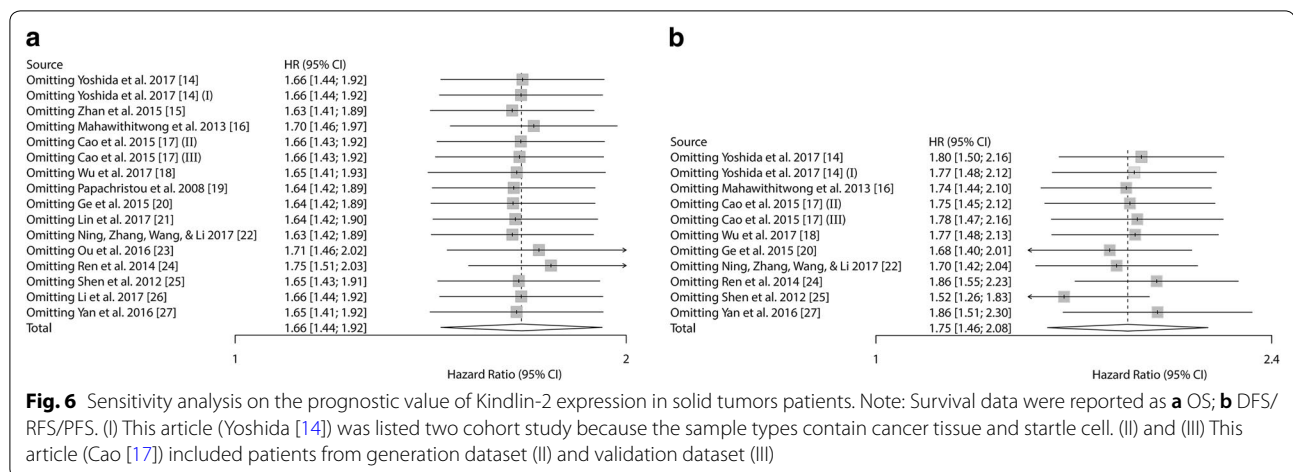 a
Source HR (95% CI)
Omitting Yoshida et al. 2017 [14] 1.66 [1.44; 1.92]
Omitting Yoshida et al. 2017 [14] (I) 1.66 [1.44; 1.92]
Omitting Zhan et al. 2015 [15] 1.63 [1.41; 1.89]
Omitting Mahawithitwong et al. 2013 [16] 1.70 [1.46; 1.97]
Omitting Cao et al. 2015 [17] (II) 1.66 [1.43; 1.92]
Omitting Cao et al. 2015 [17] (III) 1.66 [1.43; 1.92]
Omitting Wu et al. 2017 [18] 1.65 [1.41; 1.93]
Omitting Papachristou et al. 2008 [19] 1.64 [1.42; 1.89]
Omitting Ge et al. 2015 [20] 1.64 [1.42; 1.89]
Omitting Lin et al. 2017 [21] 1.64 [1.42; 1.90]
Omitting Ning, Zhang, Wang, & Li 2017 [22] 1.63 [1.42; 1.89]
Omitting Ou et al. 2016 [23] 1.71 [1.46; 2.02]
Omitting Ren et al. 2014 [24] 1.75 [1.51; 2.03]
Omitting Shen et al. 2012 [25] 1.65 [1.43; 1.91]
Omitting Li et al. 2017 [26] 1.66 [1.44; 1.92]
Omitting Yan et al. 2016 [27] 1.65 [1.41; 1.92]
Total 1.66 [1.44; 1.92]
1 2
Hazard Ratio (95% CI)
b
Source HR (95% CI)
Omitting Yoshida et al. 2017 [14] 1.80 [1.50; 2.16]
Omitting Yoshida et al. 2017 [14] (I) 1.77 [1.48; 2.12]
Omitting Mahawithitwong et al. 2013 [16] 1.74 [1.44; 2.10]
Omitting Cao et al. 2015 [17] (II) 1.75 [1.45; 2.12]
Omitting Cao et al. 2015 [17] (III) 1.78 [1.47; 2.16]
Omitting Wu et al. 2017 [18] 1.77 [1.48; 2.13]
Omitting Ge et al. 2015 [20] 1.68 [1.40; 2.01]
Omitting Ning, Zhang, Wang, & Li 2017 [22] 1.70 [1.42; 2.04]
Omitting Ren et al. 2014 [24] 1.86 [1.55; 2.23]
Omitting Shen et al. 2012 [25] 1.52 [1.26; 1.83]
Omitting Yan et al. 2016 [27] 1.86 [1.51; 2.30]
Total 1.75 [1.46; 2.08]
1 2.4
Hazard Ratio (95% CI)
Fig. 6 Sensitivity analysis on the prognostic value of Kindlin-2 expression in solid tumors patients. Note: Survival data were reported as a OS; b DFS/
RFS/PFS. (I) This article (Yoshida [14]) was listed two cohort study because the sample types contain cancer tissue and startle cell. (II) and (III) This
article (Cao [17]) included patients from generation dataset (II) and validation dataset (III)